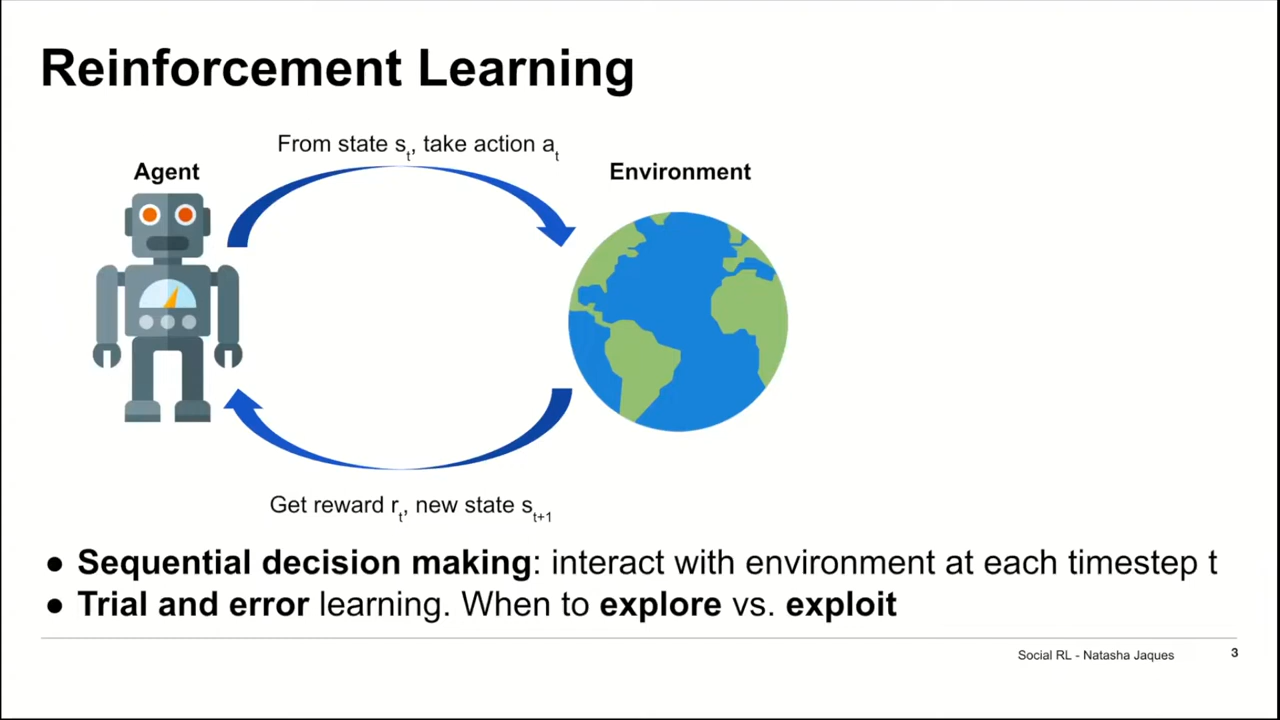 Reinforcement Learning
From state sₜ, take action aₜ
Agent
Environment
Get reward rₜ, new state sₜ₊₁
● Sequential decision making: interact with environment at each timestep t
● Trial and error learning. When to explore vs. exploit
Social RL - Natasha Jaques
3